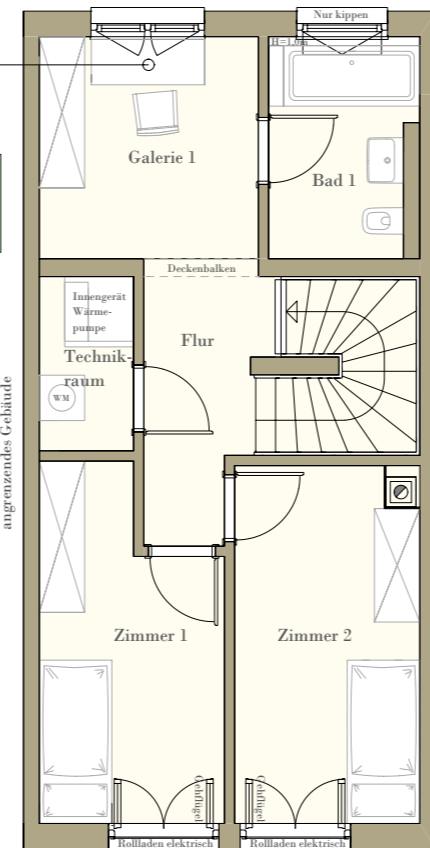 Nur kippen
H=1,0m
Galerie 1
Bad 1
Deckenbalken
Innengerät
Wärme-
pumpe
Flur
Technik-
raum
WM
angrenzendes Gebäude
Zimmer 1
Zimmer 2
Gehflügel
Gehflügel
Rollladen elektrisch
Rollladen elektrisch